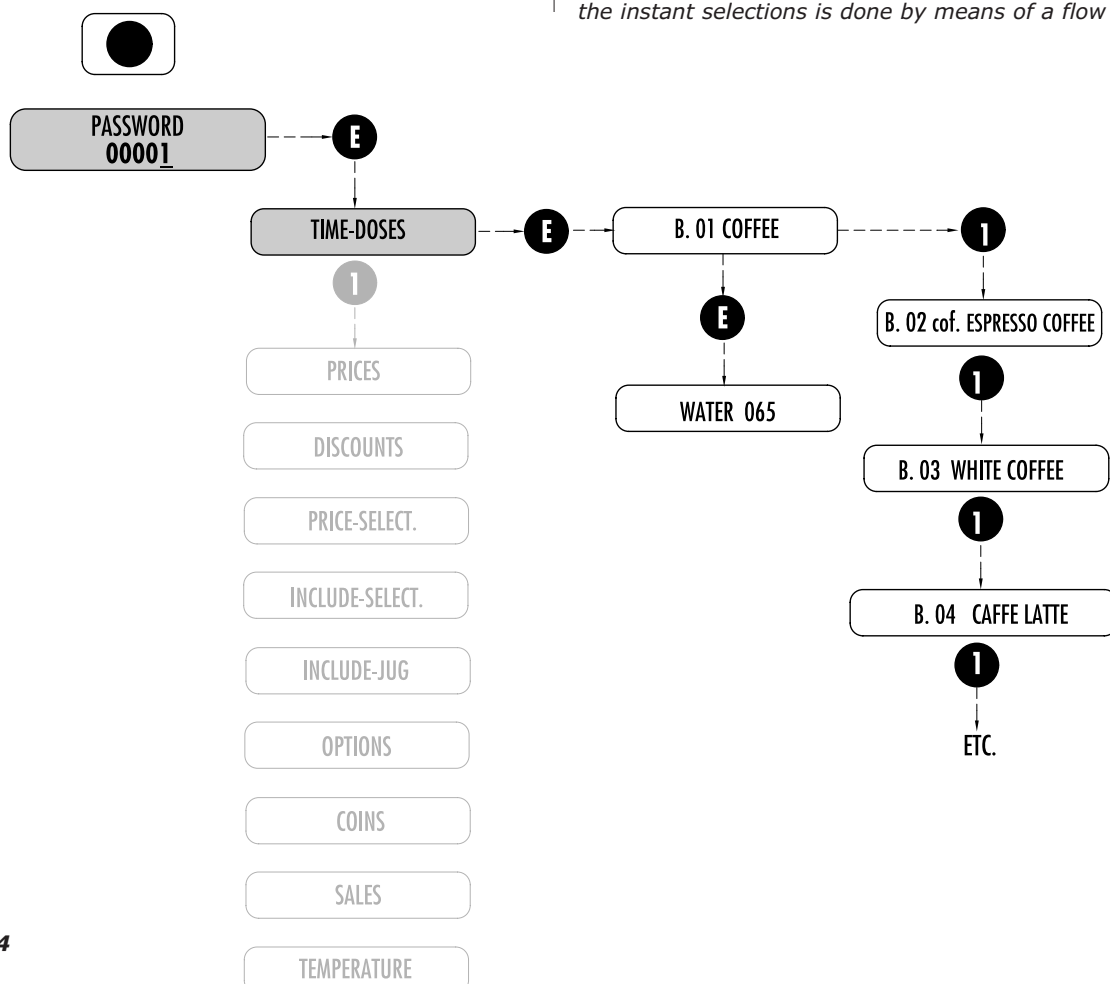 the instant selections is done by means of a flow
PASSWORD
00001
E
TIME-DOSES
E
B. 01 COFFEE
1
1
E
B. 02 cof. ESPRESSO COFFEE
PRICES
1
WATER 065
DISCOUNTS
B. 03 WHITE COFFEE
PRICE-SELECT.
1
INCLUDE-SELECT.
B. 04 CAFFE LATTE
INCLUDE-JUG
1
OPTIONS
ETC.
COINS
SALES
4
TEMPERATURE